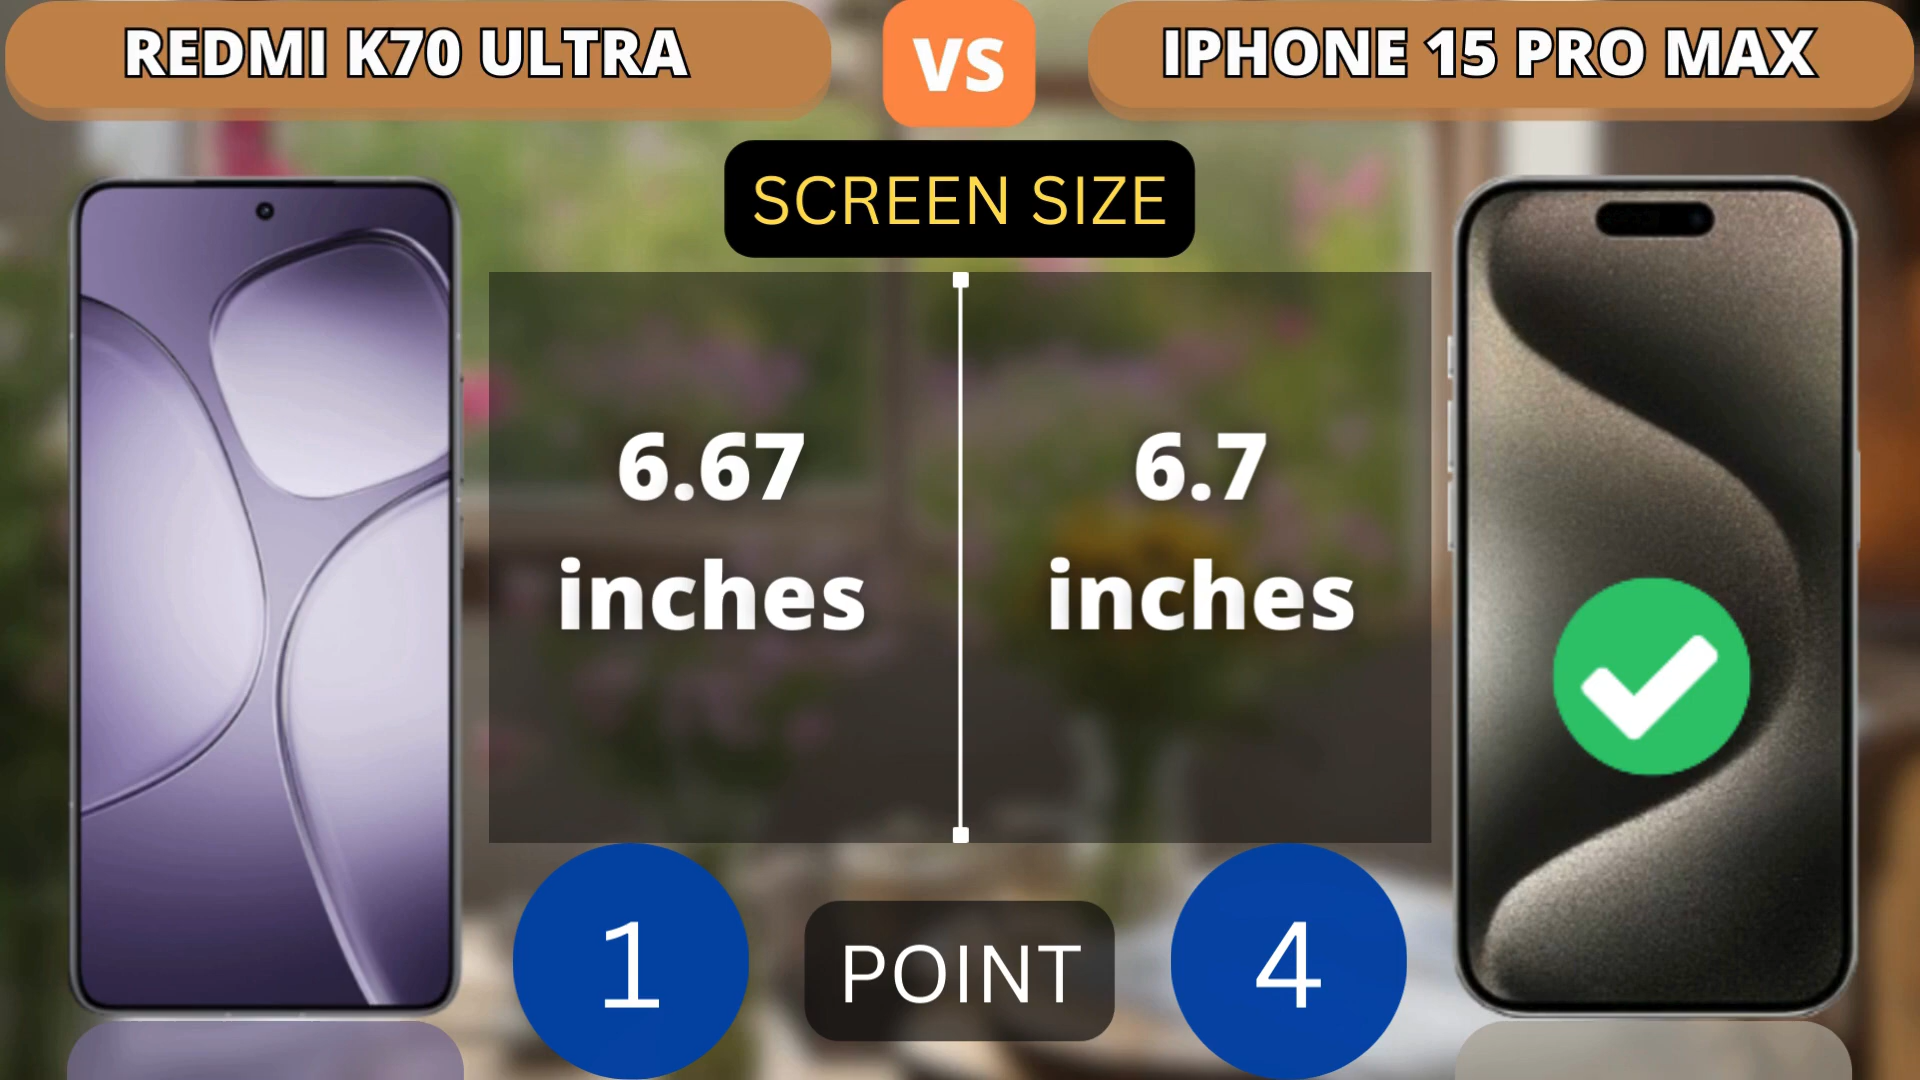 REDMI K70 ULTRA
VS
IPHONE 15 PRO MAX
SCREEN SIZE
6.67
inches
6.7
inches
1
POINT
4